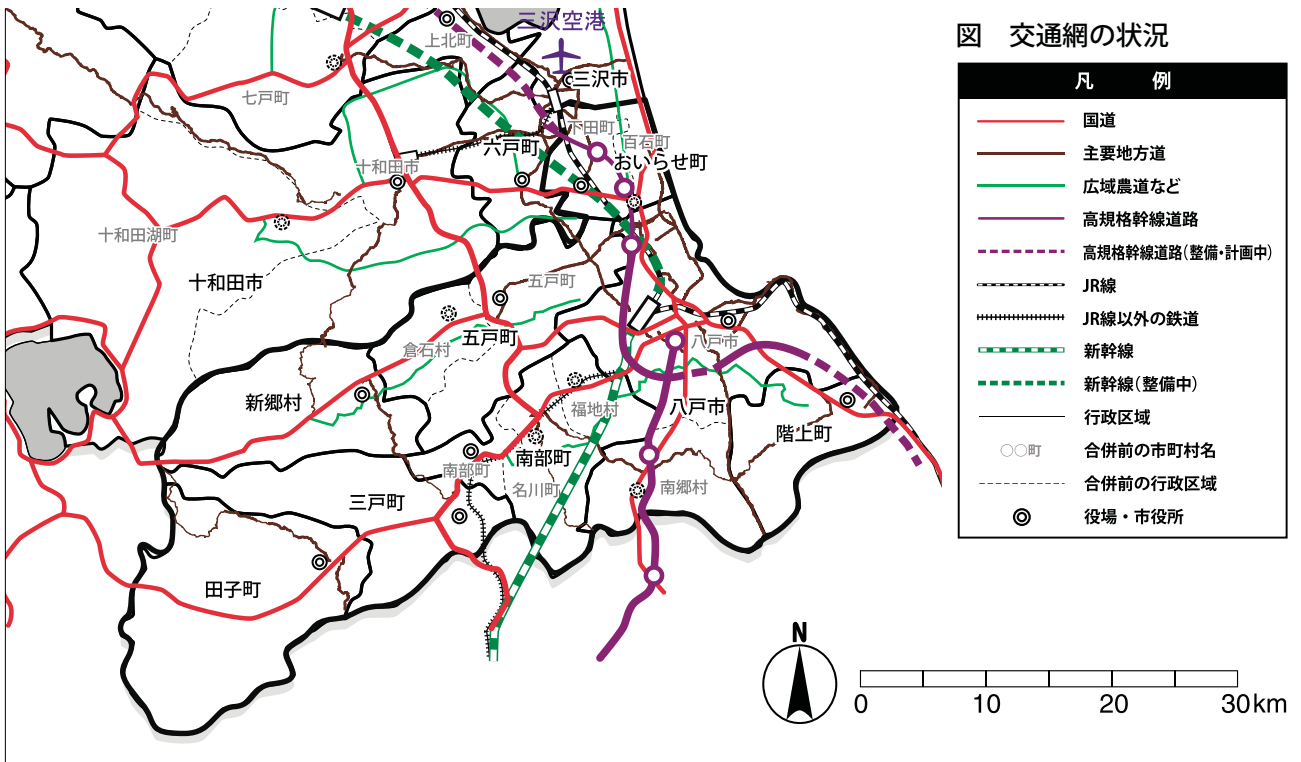 図 交通網の状況
凡 例
国道
主要地方道
広域農道など
高規格幹線道路
高規格幹線道路(整備・計画中)
JR線
JR線以外の鉄道
新幹線
新幹線(整備中)
行政区域
○○町 合併前の市町村名
合併前の行政区域
役場・市役所
三沢空港
上北町
三沢市
七戸町
下田町
百石町
六戸町
おいらせ町
十和田市
十和田湖町
十和田市
五戸町
五戸町
倉石村
八戸市
新郷村
福地村
八戸市
階上町
南部町
南部町
名川町
南郷村
三戸町
田子町
N
0 10 20 30km